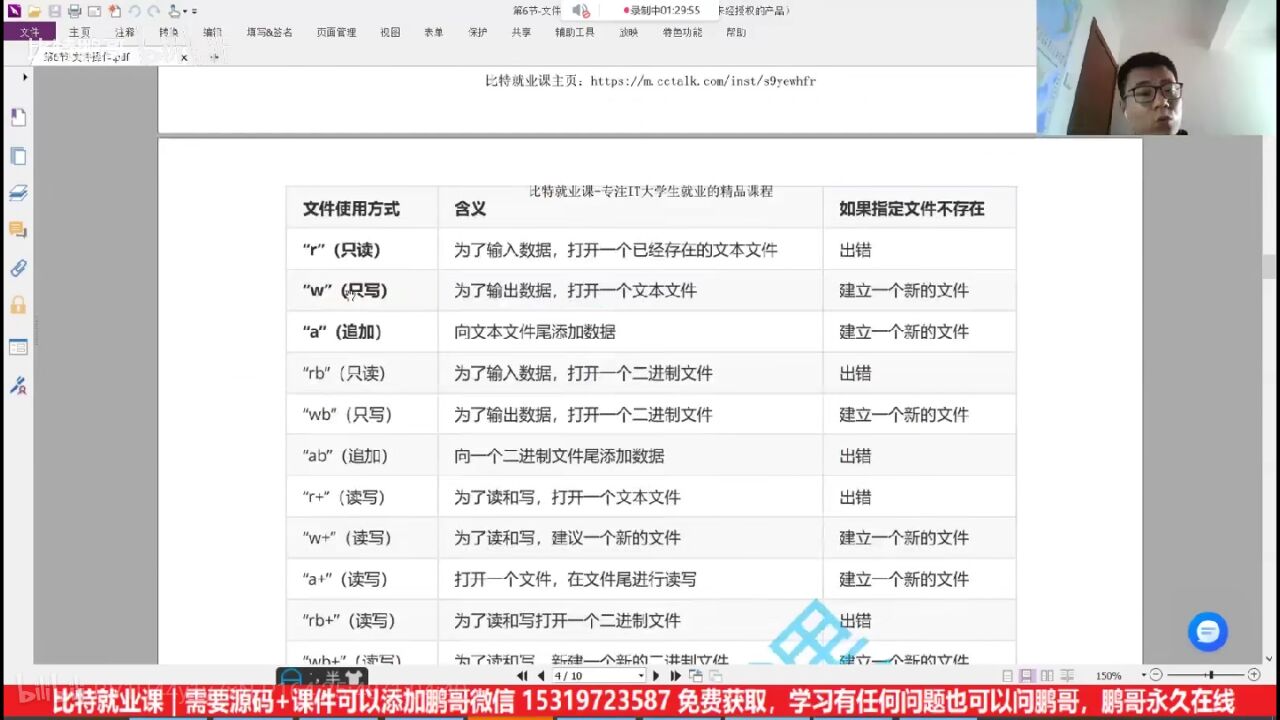 第6节-文件
录制中01:29:55
未经授权的产品）
文件 主页 注释 转换 编辑 填写&签名 页面管理 视图 表单 保护 共享 辅助工具 放映 特色功能 帮助
第6节-文件操作.pdf
比特就业课主页：https://m.cctalk.com/inst/s9yewhfr
比特就业课-专注IT大学生就业的精品课程
文件使用方式 含义 如果指定文件不存在
“r”（只读） 为了输入数据，打开一个已经存在的文本文件 出错
“w”（只写） 为了输出数据，打开一个文本文件 建立一个新的文件
“a”（追加） 向文本文件尾添加数据 建立一个新的文件
“rb”（只读） 为了输入数据，打开一个二进制文件 出错
“wb”（只写） 为了输出数据，打开一个二进制文件 建立一个新的文件
“ab”（追加） 向一个二进制文件尾添加数据 出错
“r+”（读写） 为了读和写，打开一个文本文件 出错
“w+”（读写） 为了读和写，建议一个新的文件 建立一个新的文件
“a+”（读写） 打开一个文件，在文件尾进行读写 建立一个新的文件
“rb+”（读写） 为了读和写打开一个二进制文件 出错
“wb+”（读写） 为了读和写，新建一个新的二进制文件 建立一个新的文件
半
4 / 10
150%
比特就业课 | 需要源码+课件可以添加鹏哥微信 15319723587 免费获取，学习有任何问题也可以问鹏哥，鹏哥永久在线